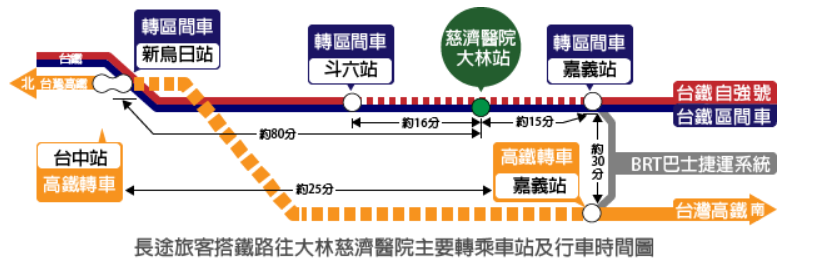 轉區間車
新烏日站
台鐵
北 台灣高鐵
轉區間車
斗六站
慈濟醫院
大林站
轉區間車
嘉義站
台鐵自強號
台鐵區間車
約16分
約15分
約80分
台中站
高鐵轉車
約25分
高鐵轉車
嘉義站
約30分
BRT巴士捷運系統
台灣高鐵 南
長途旅客搭鐵路往大林慈濟醫院主要轉乘車站及行車時間圖